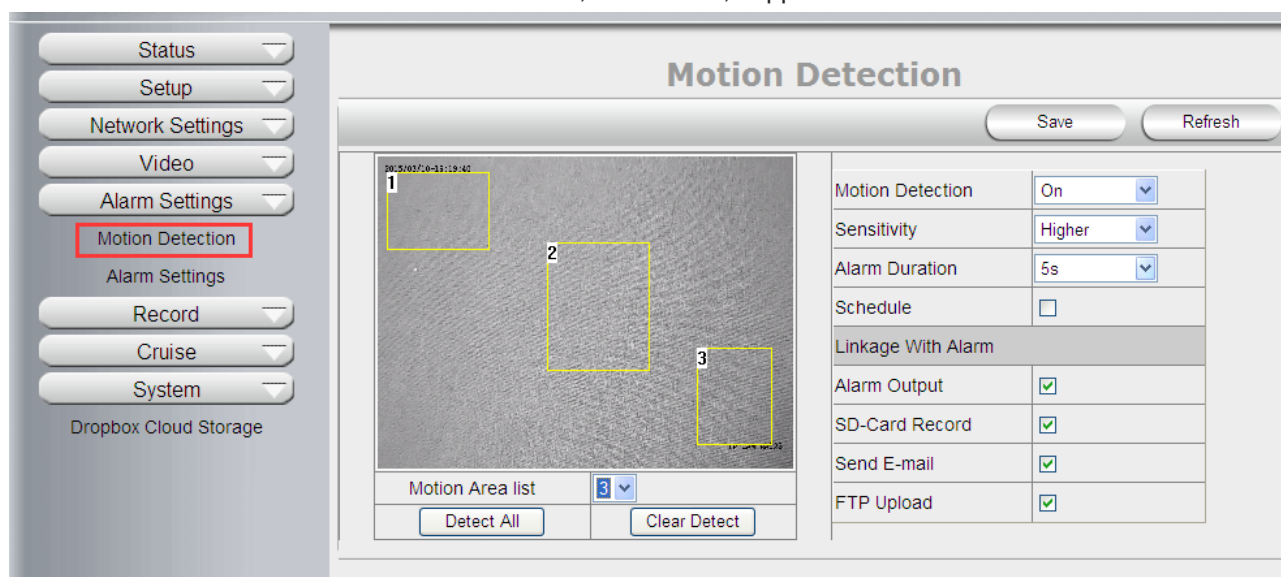 Status
Setup
Network Settings
Video
Alarm Settings
Motion Detection
Alarm Settings
Record
Cruise
System
Dropbox Cloud Storage
Motion Detection
Save
Refresh
1
2
3
Motion Area list 3
Detect All Clear Detect
Motion Detection On
Sensitivity Higher
Alarm Duration 5s
Schedule
Linkage With Alarm
Alarm Output
SD-Card Record
Send E-mail
FTP Upload